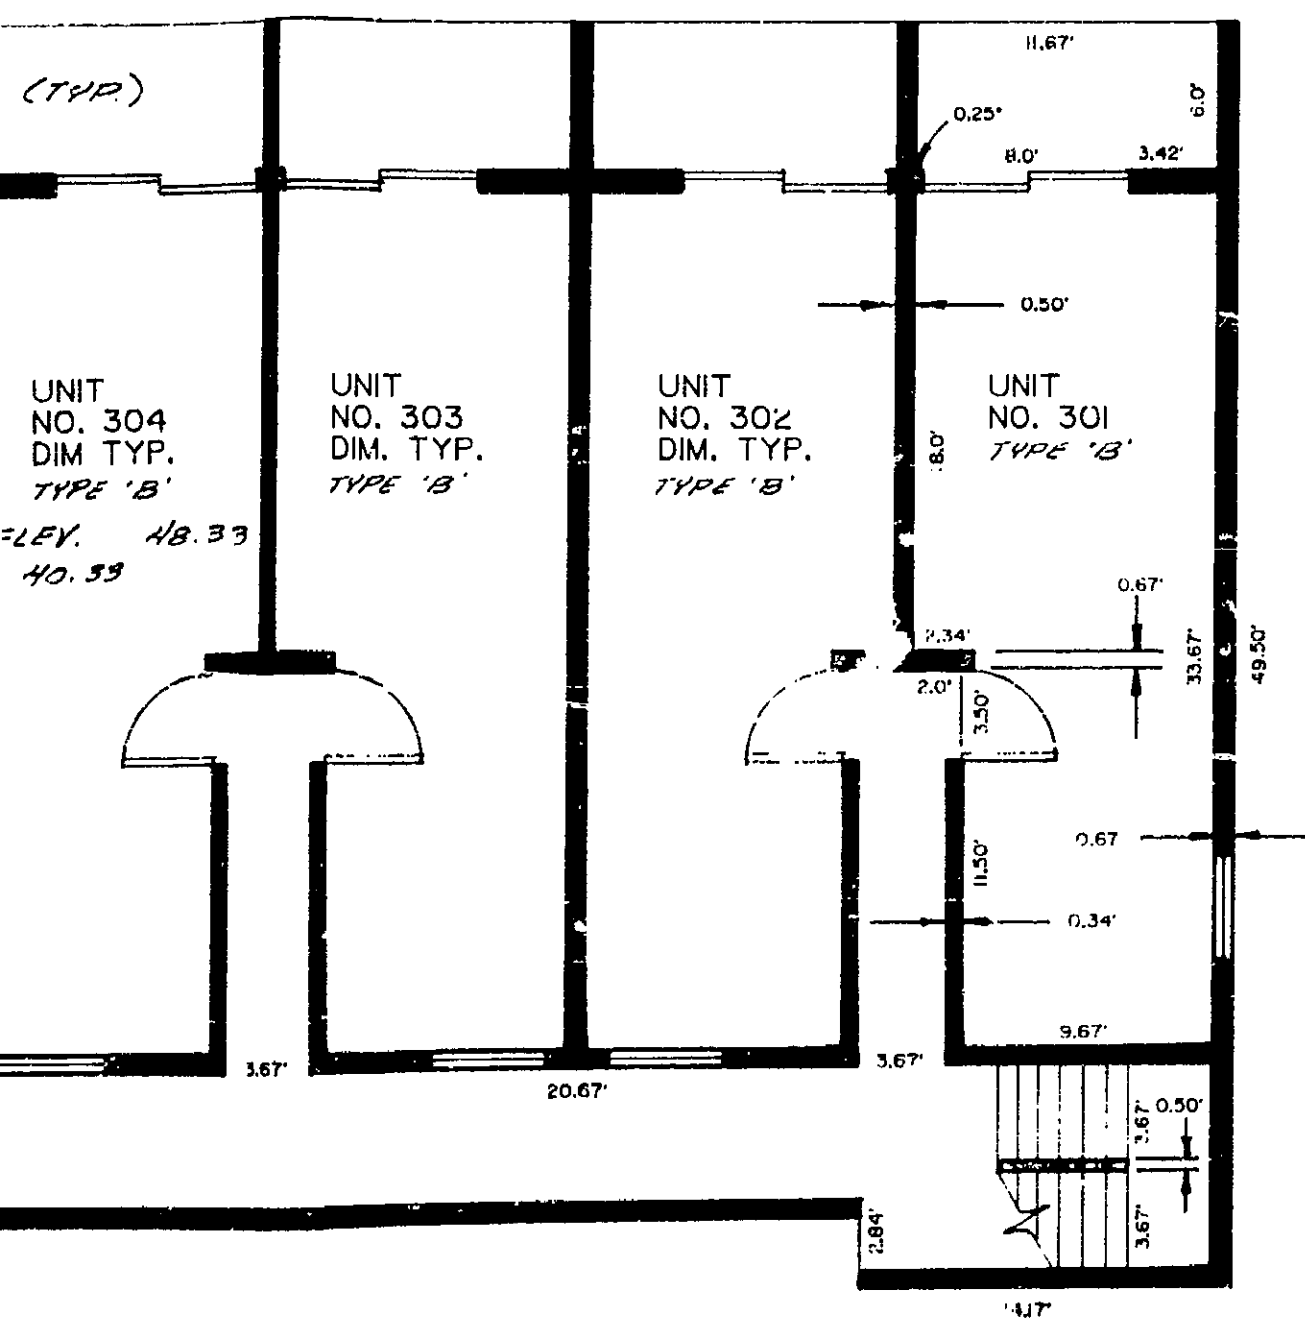 11.67'
(TYP.)
6.0'
0.25'
8.0'
3.42'
0.50'
UNIT
NO. 304
DIM TYP.
TYPE 'B'
48.33
40.33
UNIT
NO. 303
DIM. TYP.
TYPE 'B'
UNIT
NO. 302
DIM. TYP.
TYPE 'B'
UNIT
NO. 301
TYPE 'B'
0.67'
2.34'
33.67'
49.50'
2.0'
3.50'
0.67
11.50'
0.34'
9.67'
3.67'
3.67'
20.67'
3.67'
0.50'
3.67'
2.84'